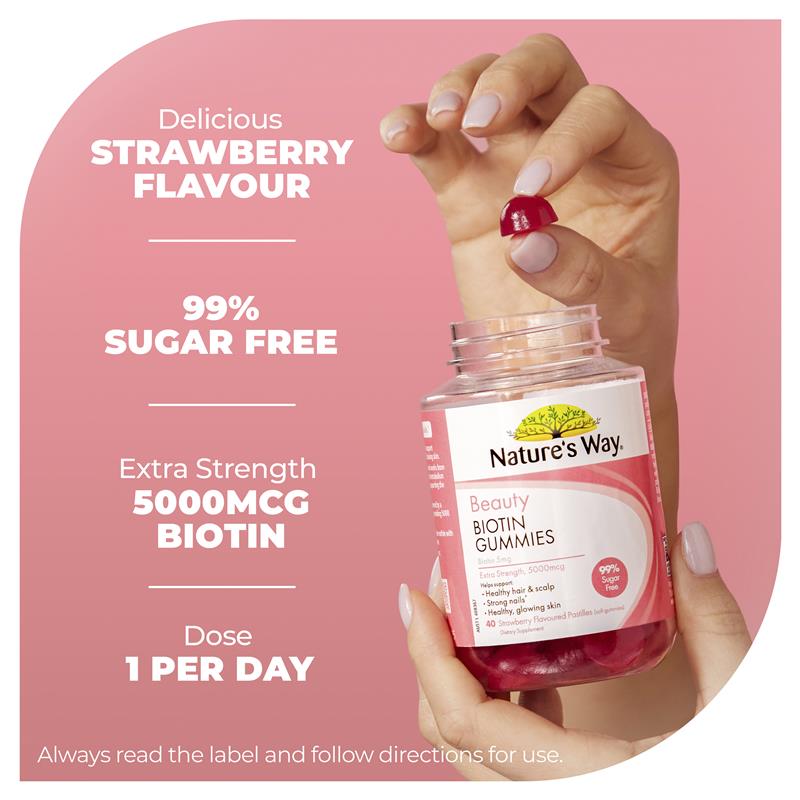 Delicious
STRAWBERRY
FLAVOUR
99%
SUGAR FREE
Extra Strength
5000MCG
BIOTIN
Dose
1 PER DAY
Always read the label and follow directions for use.
Nature's Way®
Beauty
BIOTIN
GUMMIES
Biotin 5mg
Extra Strength, 5000mcg
Helps support:
• Healthy hair & scalp
• Strong nails
• Healthy, glowing skin
40 Strawberry Flavoured Pastilles (soft gummies)
Dietary Supplement
99%
Sugar
Free